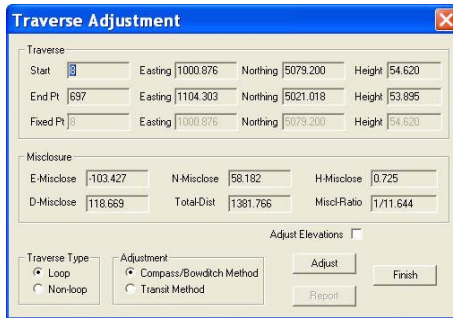 Traverse Adjustment
Traverse
Start 8 Easting 1000.876 Northing 5079.200 Height 54.620
End Pt 697 Easting 1104.303 Northing 5021.018 Height 53.895
Fixed Pt 8 Easting 1000.876 Northing 5079.200 Height 54.620
Misclosure
E-Misclose -103.427 N-Misclose 58.182 H-Misclose 0.725
D-Misclose 118.669 Total-Dist 1381.766 Miscl-Ratio 1/11.644
Adjust Elevations
Traverse Type Adjustment
Loop Compass/Bowditch Method Adjust
Finish
Non-loop Transit Method Report